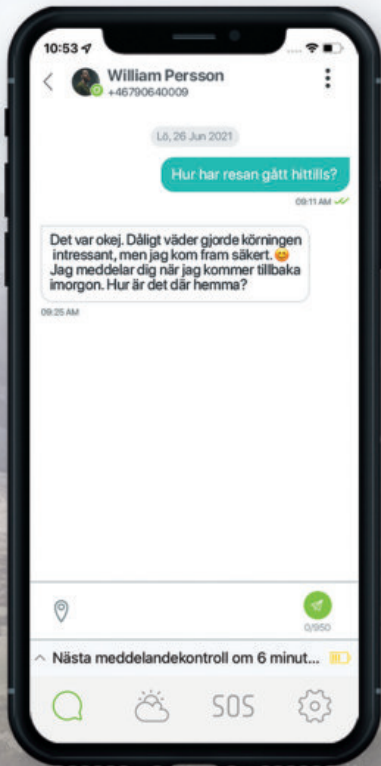 10:53
William Persson
+46790640009
Lö, 26 Jun 2021
Hur har resan gått hittills?
09:11 AM
Det var okej. Dåligt väder gjorde körningen
intressant, men jag kom fram säkert.
Jag meddelar dig när jag kommer tillbaka
imorgon. Hur är det där hemma?
09:25 AM
0/950
Nästa meddelandekontroll om 6 minut...
SOS